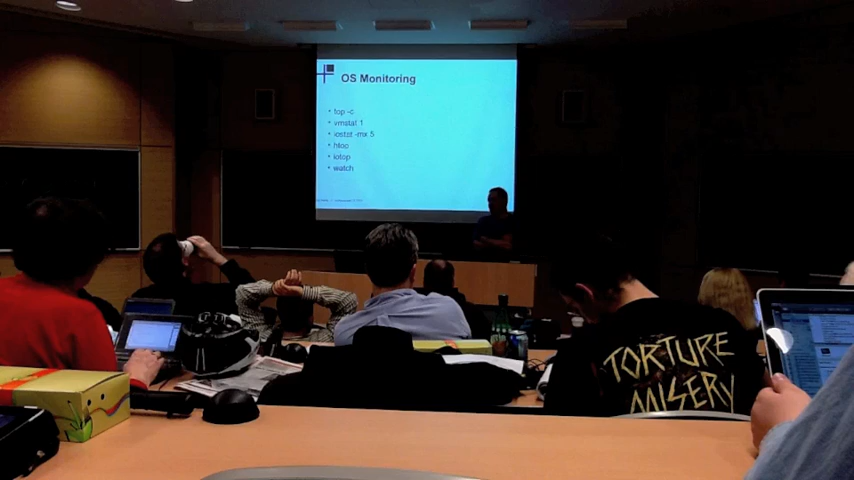 OS Monitoring
• top -c
• vmstat 1
• iostat -mx 5
• htop
• iotop
• watch
TORTURE
MISERY